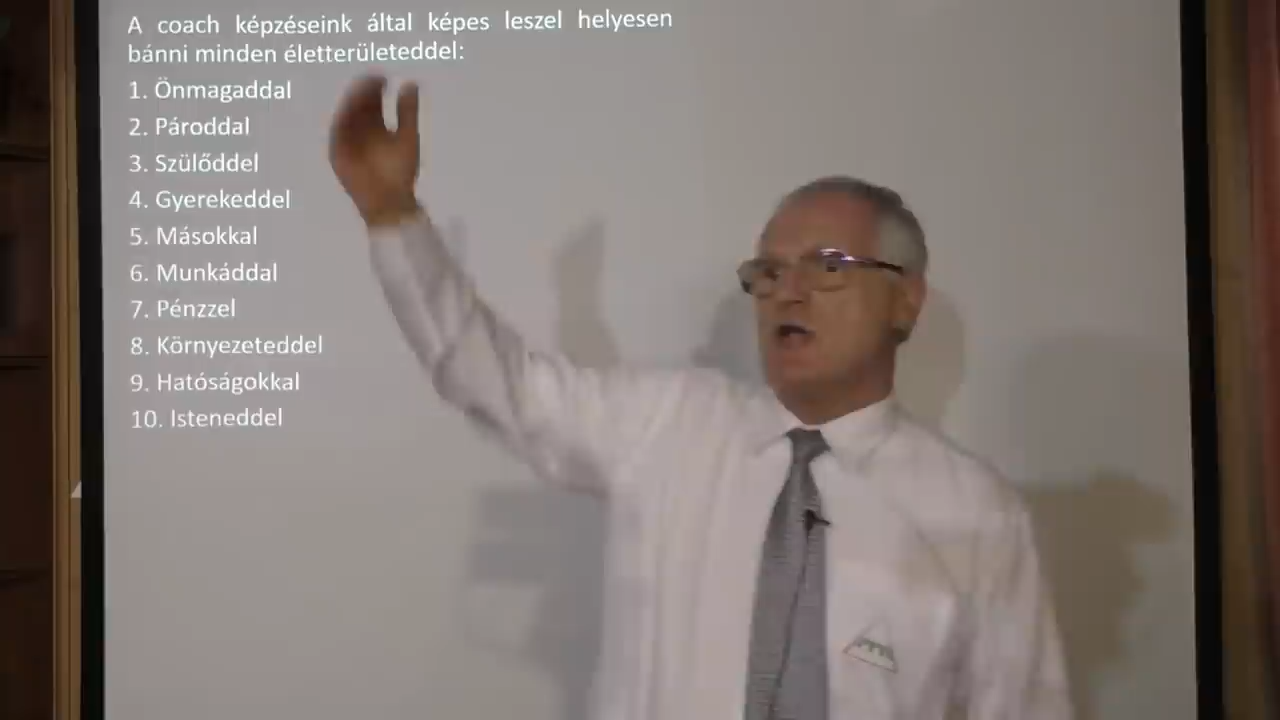 A coach képzéseink által képes leszel helyesen
bánni minden életterületeddel:
1. Önmagaddal
2. Pároddal
3. Szülőddel
4. Gyerekeddel
5. Másokkal
6. Munkáddal
7. Pénzzel
8. Környezeteddel
9. Hatóságokkal
10. Isteneddel